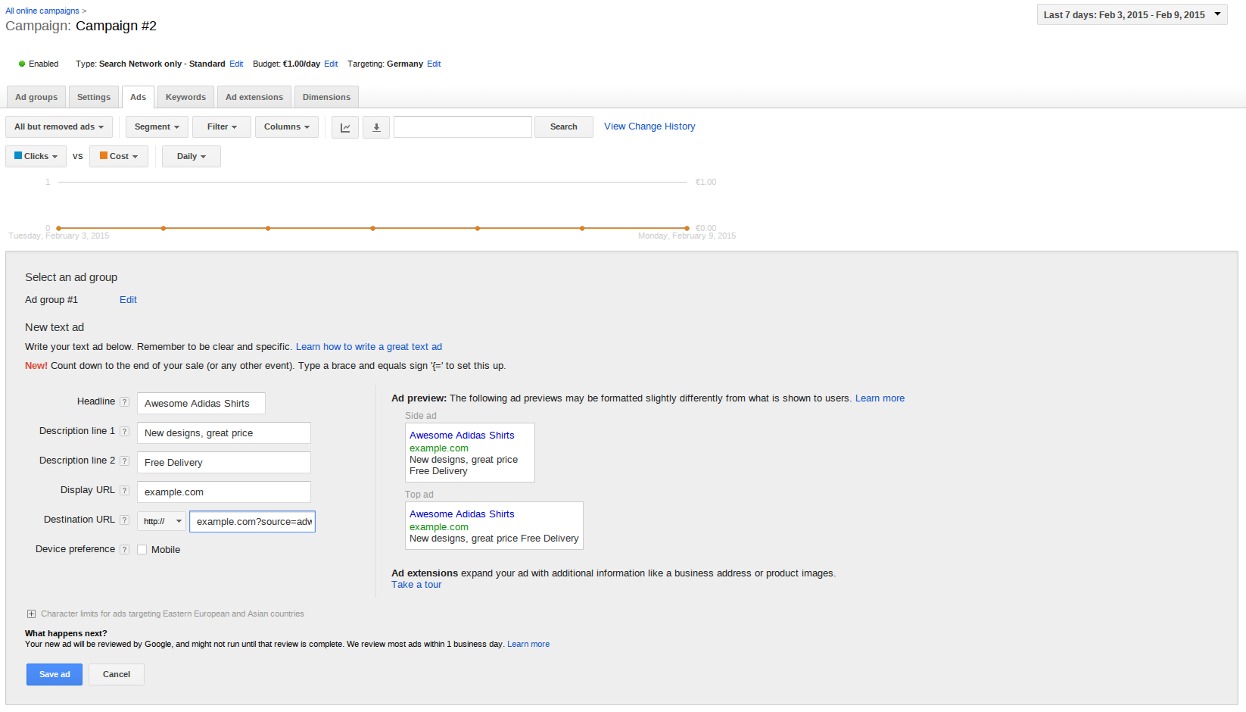 All online campaigns >
Campaign: Campaign #2
Last 7 days: Feb 3, 2015 - Feb 9, 2015
Enabled Type: Search Network only - Standard Edit Budget: €1.00/day Edit Targeting: Germany Edit
Ad groups Settings Ads Keywords Ad extensions Dimensions
All but removed ads Segment Filter Columns Search View Change History
Clicks VS Cost Daily
1 €1.00
0 €0.00
Tuesday, February 3, 2015 Monday, February 9, 2015
Select an ad group
Ad group #1 Edit
New text ad
Write your text ad below. Remember to be clear and specific. Learn how to write a great text ad
New! Count down to the end of your sale (or any other event). Type a brace and equals sign '{=' to set this up.
Headline ? Awesome Adidas Shirts
Description line 1 ? New designs, great price
Description line 2 ? Free Delivery
Display URL ? example.com
Destination URL ? http:// example.com?source=adw
Device preference ? Mobile
Ad preview: The following ad previews may be formatted slightly differently from what is shown to users. Learn more
Side ad
Awesome Adidas Shirts
example.com
New designs, great price
Free Delivery
Top ad
Awesome Adidas Shirts
example.com
New designs, great price Free Delivery
Ad extensions expand your ad with additional information like a business address or product images.
Take a tour
Character limits for ads targeting Eastern European and Asian countries
What happens next?
Your new ad will be reviewed by Google, and might not run until that review is complete. We review most ads within 1 business day. Learn more
Save ad Cancel